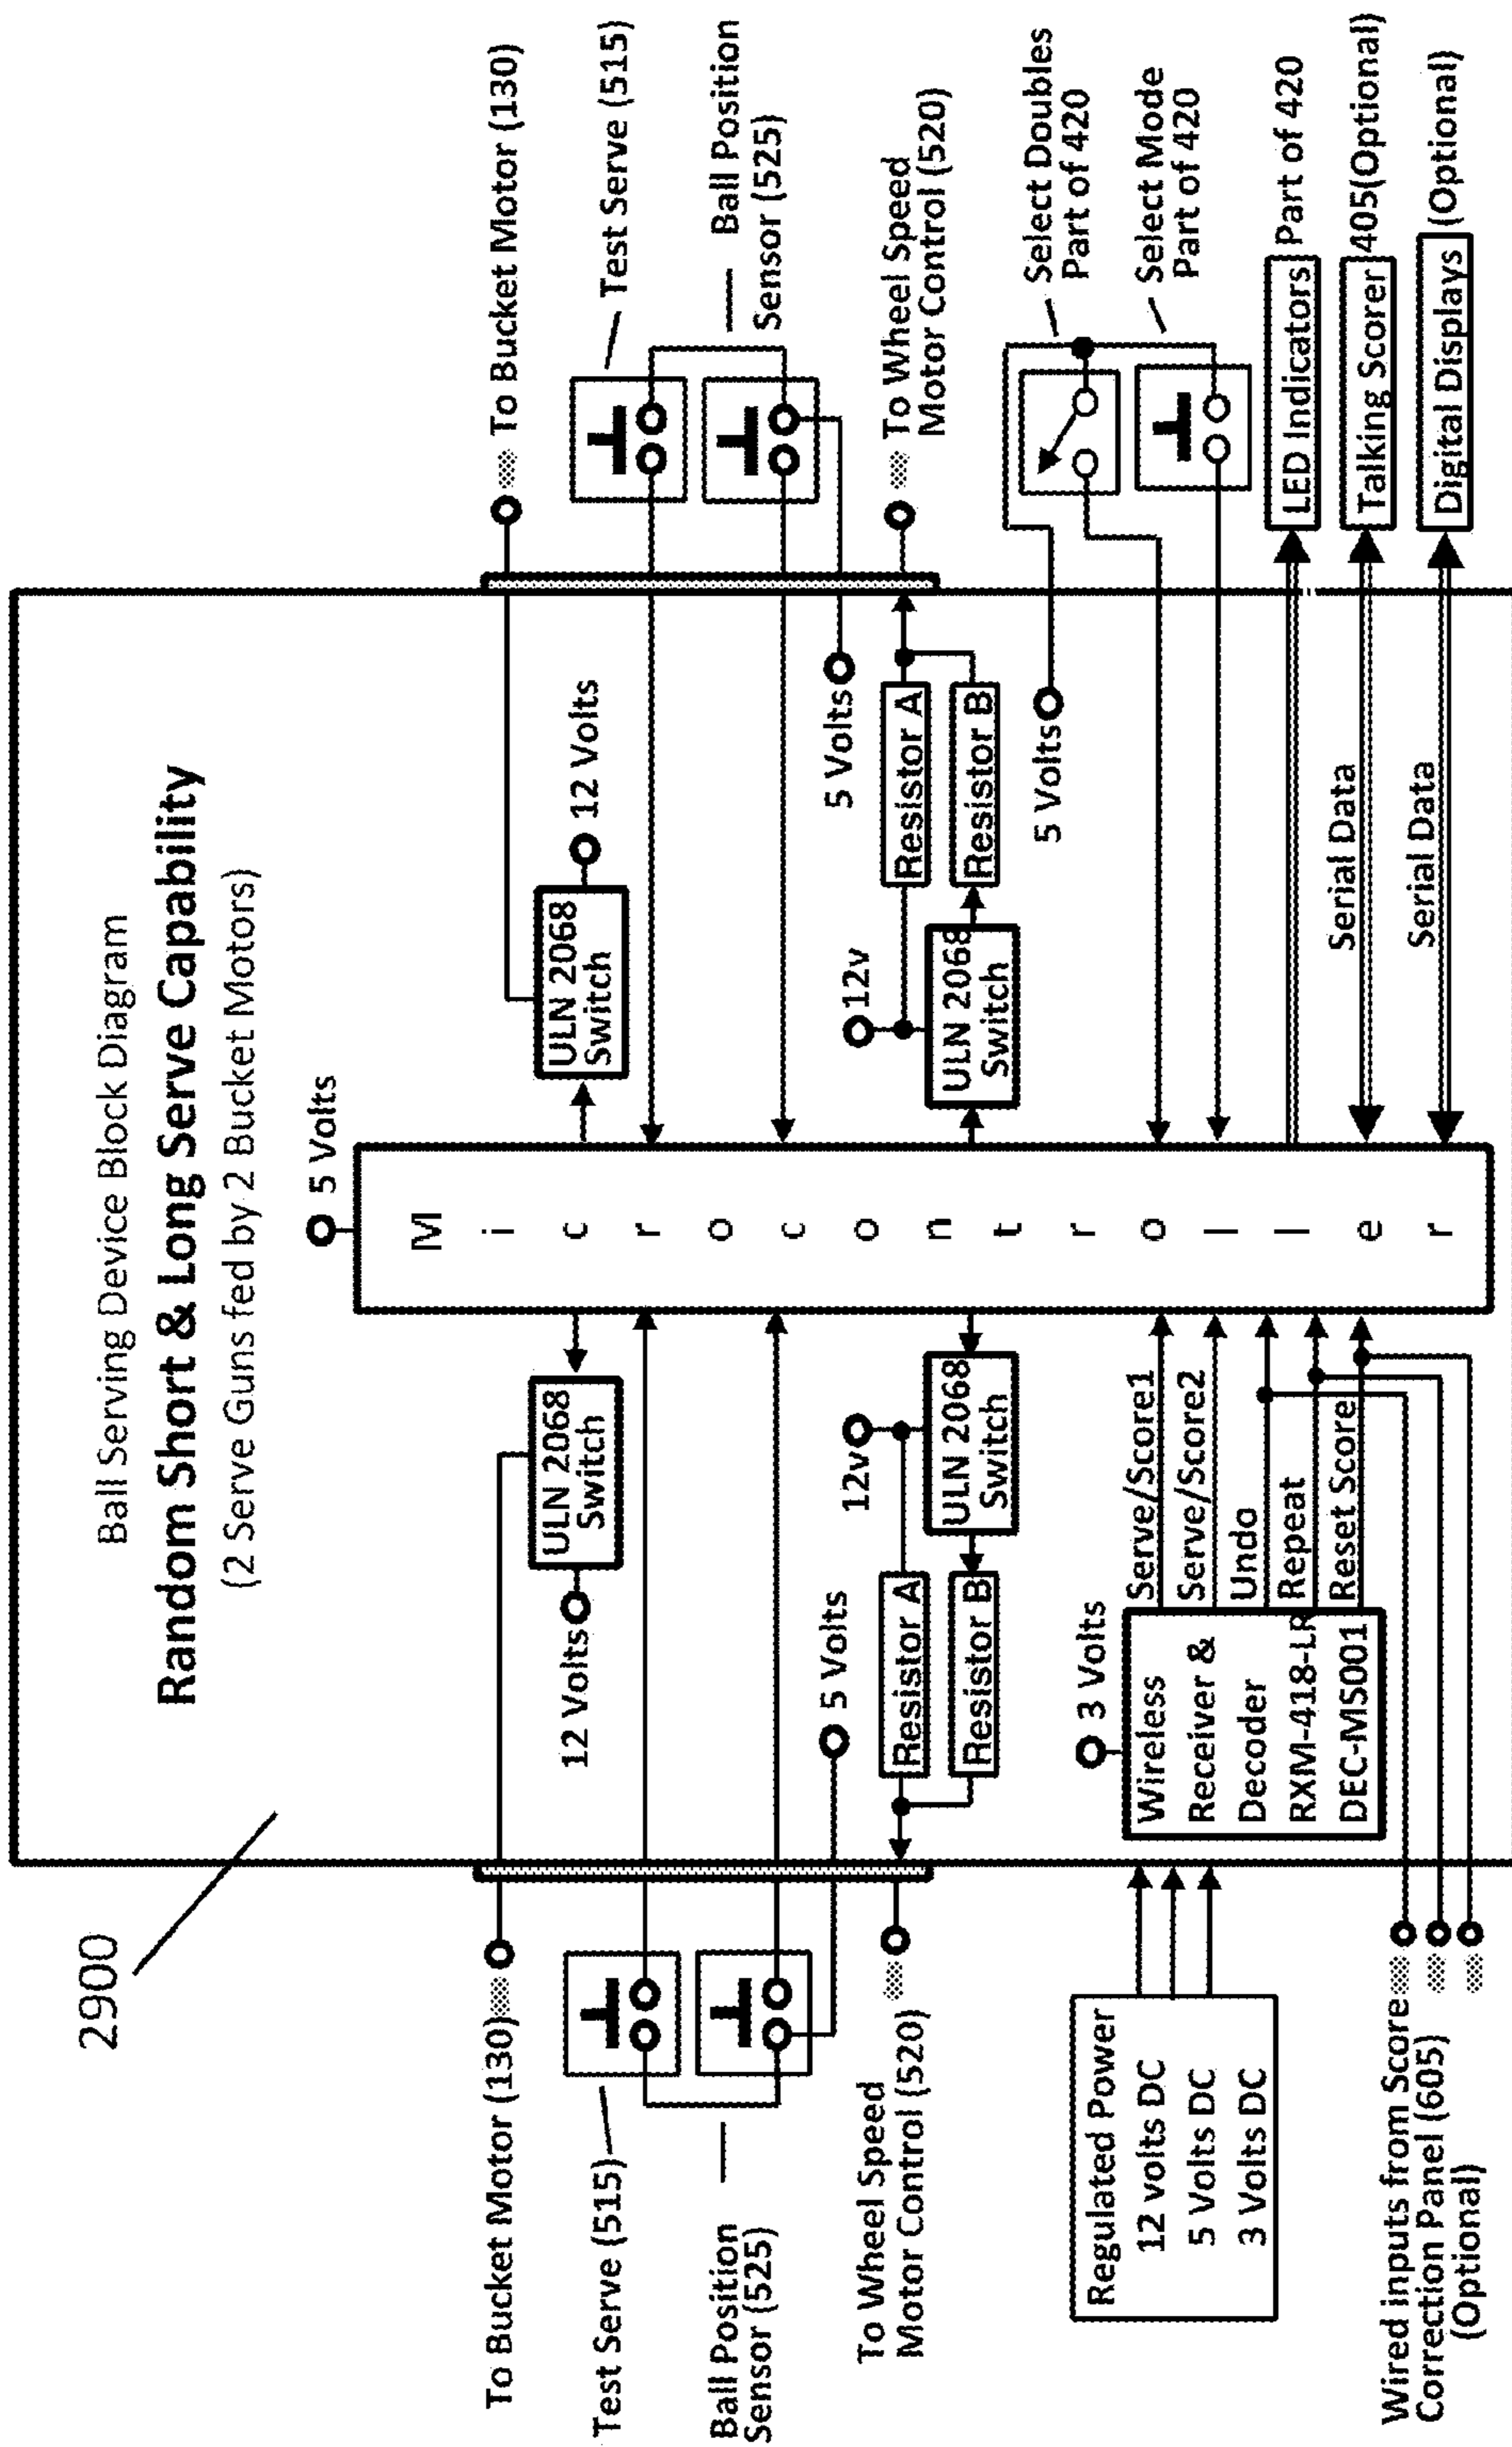 Ball Serving Device Block Diagram
Random Short & Long Serve Capability
(2 Serve Guns fed by 2 Bucket Motors)
2900
5 Volts
Microcontroller
To Bucket Motor (130)
Test Serve (515)
Ball Position
Sensor (525)
To Wheel Speed
Motor Control (520)
ULN 2068
Switch
12 Volts
5 Volts
12v
Resistor A
Resistor B
ULN 2068
Switch
Regulated Power
12 volts DC
5 Volts DC
3 Volts DC
3 Volts
Wireless
Receiver &
Decoder
RXM-418-LR
DEC-MS001
Serve/Score1
Serve/Score2
Undo
Repeat
Reset Score
Wired inputs from Score
Correction Panel (605)
(Optional)
ULN 2068
Switch
12 Volts
To Bucket Motor (130)
Test Serve (515)
Ball Position
Sensor (525)
5 Volts
12v
Resistor A
Resistor B
ULN 2068
Switch
To Wheel Speed
Motor Control (520)
5 Volts
Select Doubles
Part of 420
Select Mode
Part of 420
LED Indicators Part of 420
Serial Data
Talking Scorer 405(Optional)
Serial Data
Digital Displays (Optional)